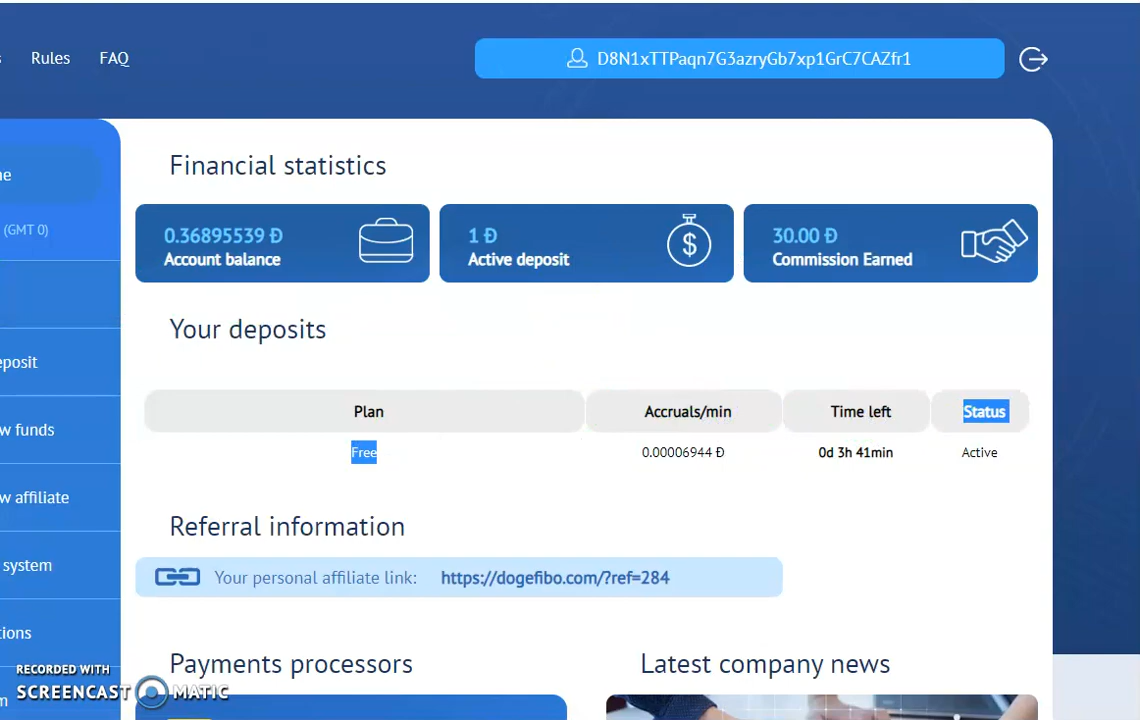 Rules FAQ D8N1xTTPaqn7G3azryGb7xp1GrC7CAZfr1
Financial statistics
0.36895539 Ð
Account balance
1 Ð
Active deposit
30.00 Ð
Commission Earned
(GMT 0)
Your deposits
Plan Accruals/min Time left Status
Free 0.00006944 Ð 0d 3h 41min Active
w funds
w affiliate
system
Referral information
Your personal affiliate link: https://dogefibo.com/?ref=284
Payments processors
Latest company news
RECORDED WITH
SCREENCAST MATIC